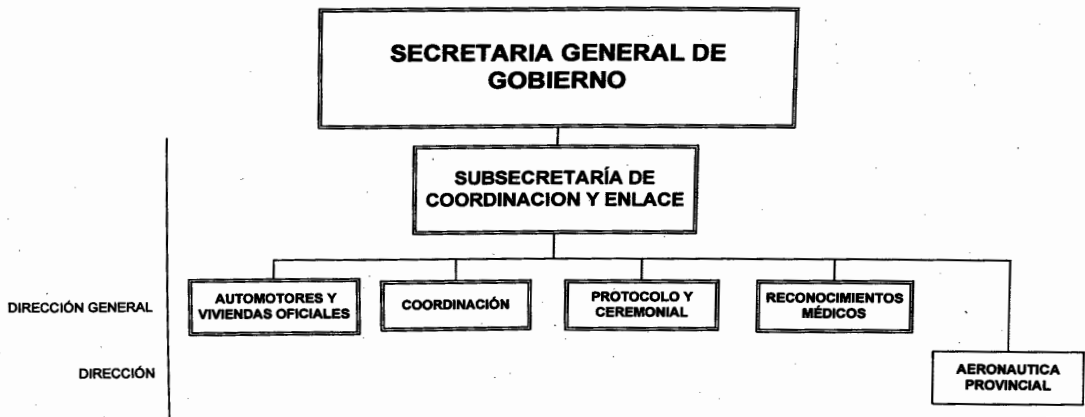 SECRETARIA GENERAL DE
GOBIERNO
SUBSECRETARÍA DE
COORDINACION Y ENLACE
DIRECCIÓN GENERAL
AUTOMOTORES Y
VIVIENDAS OFICIALES
COORDINACIÓN
PROTOCOLO Y
CEREMONIAL
RECONOCIMIENTOS
MÉDICOS
DIRECCIÓN
AERONAUTICA
PROVINCIAL